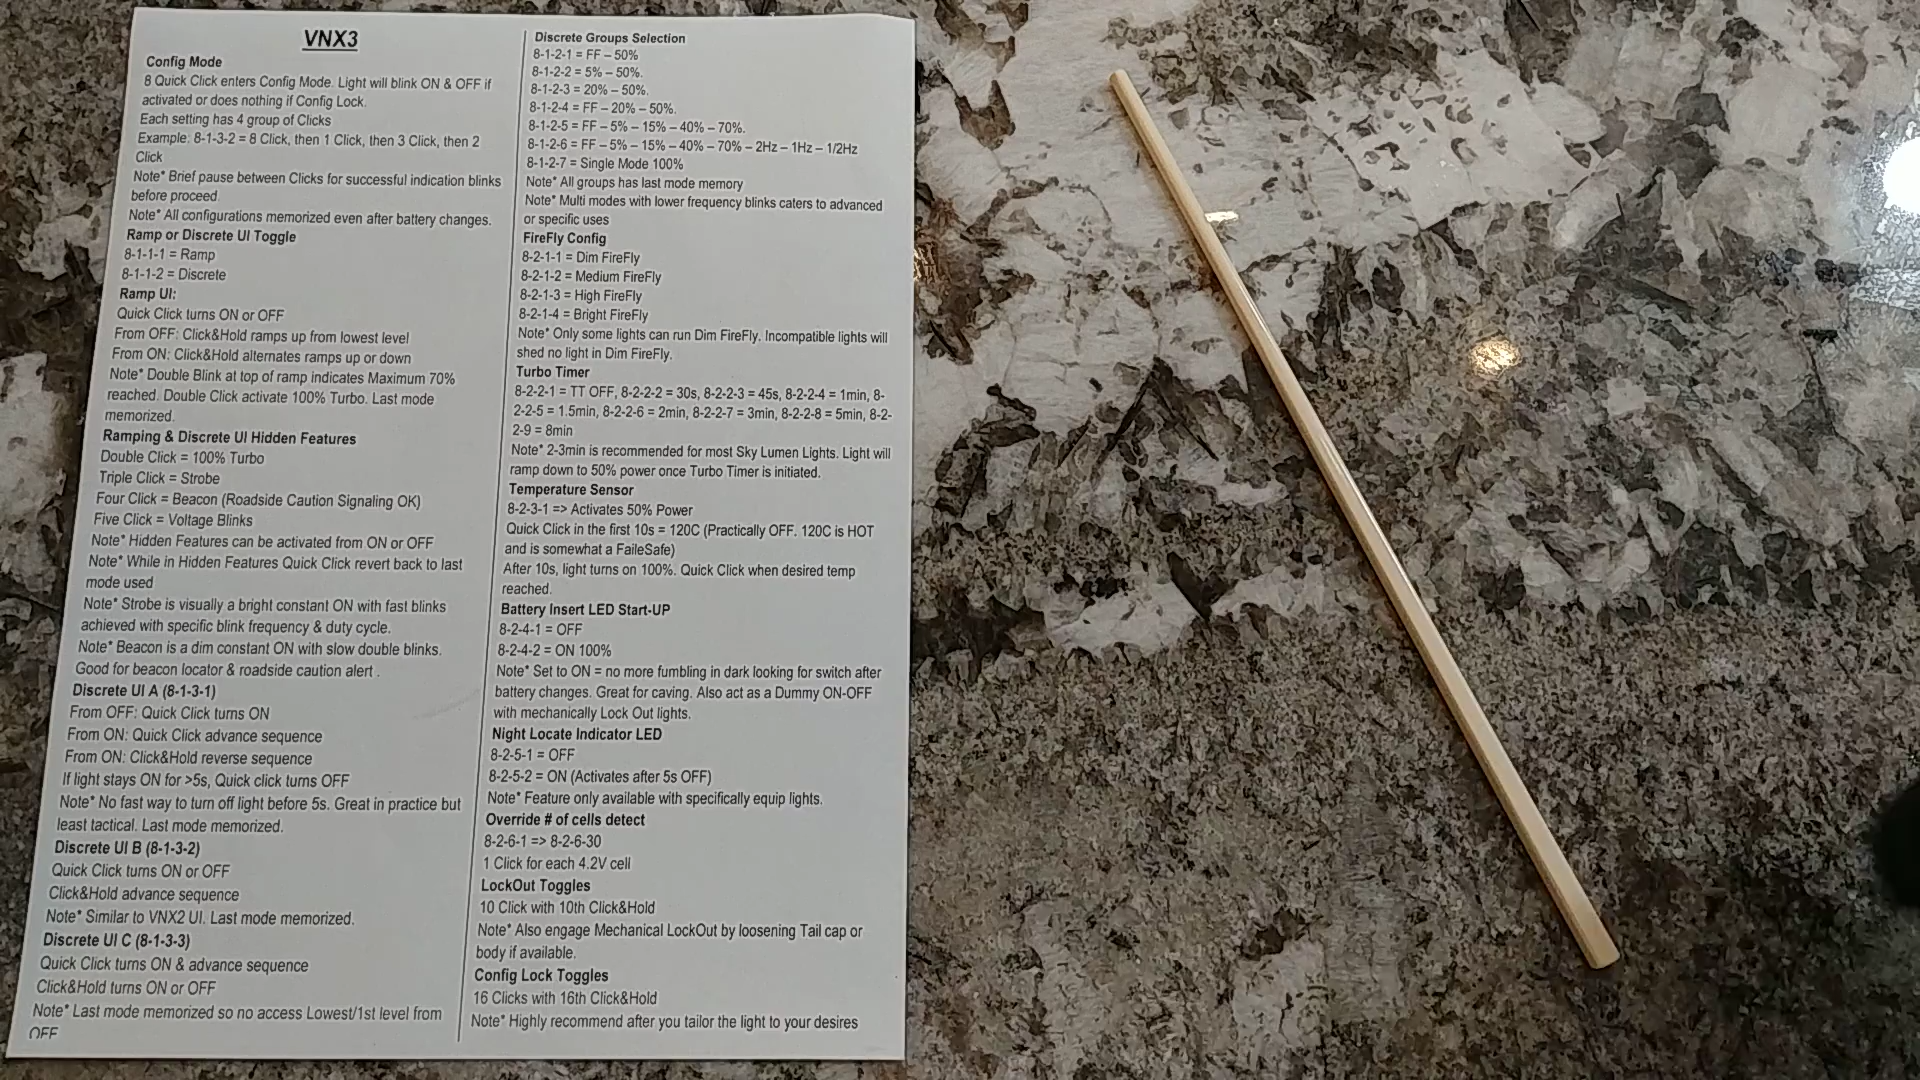 VNX3
Config Mode
8 Quick Click enters Config Mode. Light will blink ON & OFF if
activated or does nothing if Config Lock.
Each setting has 4 group of Clicks
Example: 8-1-3-2 = 8 Click, then 1 Click, then 3 Click, then 2
Click
Note* Brief pause between Clicks for successful indication blinks
before proceed.
Note* All configurations memorized even after battery changes.
Ramp or Discrete UI Toggle
8-1-1-1 = Ramp
8-1-1-2 = Discrete
Ramp UI:
Quick Click turns ON or OFF
From OFF: Click&Hold ramps up from lowest level
From ON: Click&Hold alternates ramps up or down
Note* Double Blink at top of ramp indicates Maximum 70%
reached. Double Click activate 100% Turbo. Last mode
memorized.
Ramping & Discrete UI Hidden Features
Double Click = 100% Turbo
Triple Click = Strobe
Four Click = Beacon (Roadside Caution Signaling OK)
Five Click = Voltage Blinks
Note* Hidden Features can be activated from ON or OFF
Note* While in Hidden Features Quick Click revert back to last
mode used
Note* Strobe is visually a bright constant ON with fast blinks
achieved with specific blink frequency & duty cycle.
Note* Beacon is a dim constant ON with slow double blinks.
Good for beacon locator & roadside caution alert .
Discrete UI A (8-1-3-1)
From OFF: Quick Click turns ON
From ON: Quick Click advance sequence
From ON: Click&Hold reverse sequence
If light stays ON for >5s, Quick click turns OFF
Note* No fast way to turn off light before 5s. Great in practice but
least tactical. Last mode memorized.
Discrete UI B (8-1-3-2)
Quick Click turns ON or OFF
Click&Hold advance sequence
Note* Similar to VNX2 UI. Last mode memorized.
Discrete UI C (8-1-3-3)
Quick Click turns ON & advance sequence
Click&Hold turns ON or OFF
Note* Last mode memorized so no access Lowest/1st level from
OFF
Discrete Groups Selection
8-1-2-1 = FF – 50%
8-1-2-2 = 5% – 50%.
8-1-2-3 = 20% – 50%.
8-1-2-4 = FF – 20% – 50%.
8-1-2-5 = FF – 5% – 15% – 40% – 70%.
8-1-2-6 = FF – 5% – 15% – 40% – 70% – 2Hz – 1Hz – 1/2Hz
8-1-2-7 = Single Mode 100%
Note* All groups has last mode memory
Note* Multi modes with lower frequency blinks caters to advanced
or specific uses
FireFly Config
8-2-1-1 = Dim FireFly
8-2-1-2 = Medium FireFly
8-2-1-3 = High FireFly
8-2-1-4 = Bright FireFly
Note* Only some lights can run Dim FireFly. Incompatible lights will
shed no light in Dim FireFly.
Turbo Timer
8-2-2-1 = TT OFF, 8-2-2-2 = 30s, 8-2-2-3 = 45s, 8-2-2-4 = 1min, 8-
2-2-5 = 1.5min, 8-2-2-6 = 2min, 8-2-2-7 = 3min, 8-2-2-8 = 5min, 8-2-
2-9 = 8min
Note* 2-3min is recommended for most Sky Lumen Lights. Light will
ramp down to 50% power once Turbo Timer is initiated.
Temperature Sensor
8-2-3-1 => Activates 50% Power
Quick Click in the first 10s = 120C (Practically OFF. 120C is HOT
and is somewhat a FaileSafe)
After 10s, light turns on 100%. Quick Click when desired temp
reached.
Battery Insert LED Start-UP
8-2-4-1 = OFF
8-2-4-2 = ON 100%
Note* Set to ON = no more fumbling in dark looking for switch after
battery changes. Great for caving. Also act as a Dummy ON-OFF
with mechanically Lock Out lights.
Night Locate Indicator LED
8-2-5-1 = OFF
8-2-5-2 = ON (Activates after 5s OFF)
Note* Feature only available with specifically equip lights.
Override # of cells detect
8-2-6-1 => 8-2-6-30
1 Click for each 4.2V cell
LockOut Toggles
10 Click with 10th Click&Hold
Note* Also engage Mechanical LockOut by loosening Tail cap or
body if available.
Config Lock Toggles
16 Clicks with 16th Click&Hold
Note* Highly recommend after you tailor the light to your desires